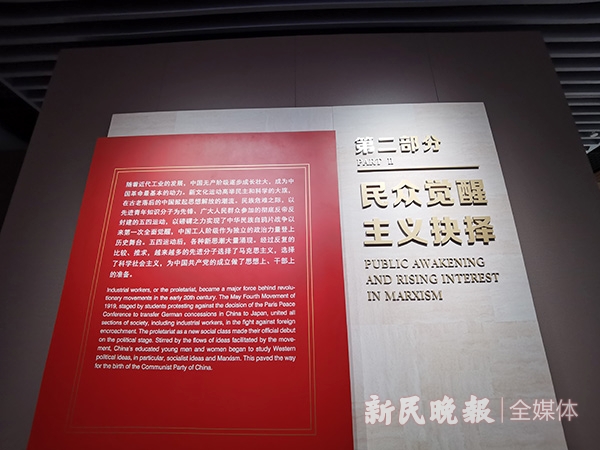 随着近代工业的发展，中国无产阶级逐步成长壮大，成为中
国革命最基本的动力。新文化运动高举民主和科学的大旗，
在古老落后的中国掀起思想解放的潮流。民族危难之际，以
先进青年知识分子为先锋、广大人民群众参加的彻底反帝反
封建的五四运动，以磅礴之力实现了中华民族自鸦片战争以
来第一次全面觉醒。中国工人阶级作为独立的政治力量登上
历史舞台。五四运动后，各种新思潮大量涌现。经过反复的
比较、推求，越来越多的先进分子选择了马克思主义，选择
了科学社会主义，为中国共产党的成立做了思想上、干部上
的准备。
Industrial workers, or the proletariat, became a major force behind revolu-
tionary movements in the early 20th century. The May Fourth Movement of
1919, staged by students protesting against the docision of the Paris Peace
Conference to transfer German concessions in China to Japan, united all
sections of society, including industrial workers, in the fight against foreign
encroachment. The proletariat as a new social class made their official debut
on the political stage. Stirred by the flows of ideas facilitated by the move-
ment, China's educated young men and women began to study Western
political ideas, in particular, socialist ideas and Marxism. This paved the way
for the birth of the Communist Party of China.
第二部分
PART II
民众觉醒
主义抉择
PUBLIC AWAKENING
AND RISING INTEREST
IN MARXISM
新民晚报|全媒体